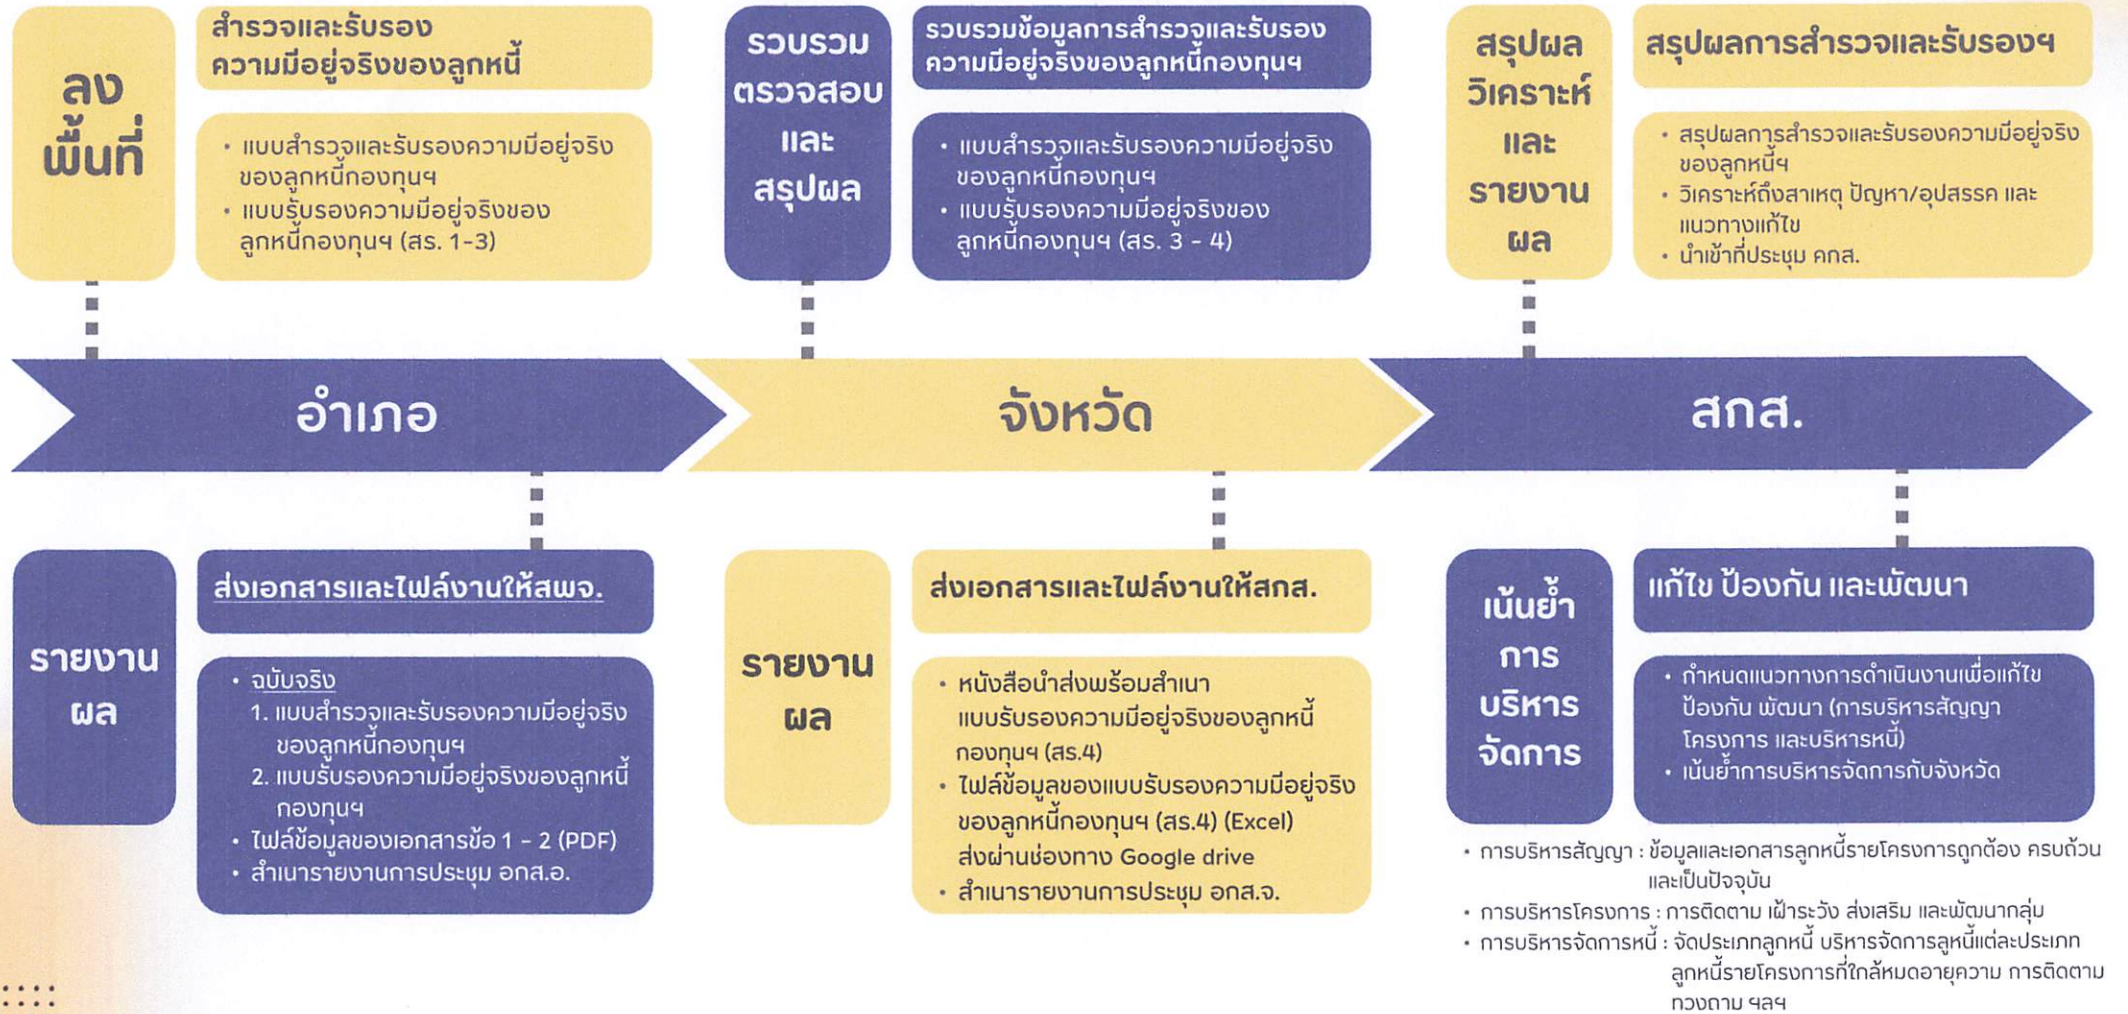 ลง
พื้นที่
สำรวจและรับรอง
ความมีอยู่จริงของลูกหนี้
• แบบสำรวจและรับรองความมีอยู่จริง
ของลูกหนี้กองทุนฯ
• แบบรับรองความมีอยู่จริงของ
ลูกหนี้กองทุนฯ (สร. 1-3)
รวบรวม
ตรวจสอบ
และ
สรุปผล
รวบรวมข้อมูลการสำรวจและรับรอง
ความมีอยู่จริงของลูกหนี้กองทุนฯ
• แบบสำรวจและรับรองความมีอยู่จริง
ของลูกหนี้กองทุนฯ
• แบบรับรองความมีอยู่จริงของ
ลูกหนี้กองทุนฯ (สร. 3 - 4)
สรุปผล
วิเคราะห์
และ
รายงาน
ผล
สรุปผลการสำรวจและรับรองฯ
• สรุปผลการสำรวจและรับรองความมีอยู่จริง
ของลูกหนี้ฯ
• วิเคราะห์ถึงสาเหตุ ปัญหา/อุปสรรค และ
แนวทางแก้ไข
• นำเข้าที่ประชุม คกส.
อำเภอ
จังหวัด
สกส.
รายงาน
ผล
ส่งเอกสารและไฟล์งานให้สพจ.
• ฉบับจริง
1. แบบสำรวจและรับรองความมีอยู่จริง
ของลูกหนี้กองทุนฯ
2. แบบรับรองความมีอยู่จริงของลูกหนี้
กองทุนฯ
• ไฟล์ข้อมูลของเอกสารข้อ 1 - 2 (PDF)
• สำเนารายงานการประชุม อกส.อ.
รายงาน
ผล
ส่งเอกสารและไฟล์งานให้สกส.
• หนังสือนำส่งพร้อมสำเนา
แบบรับรองความมีอยู่จริงของลูกหนี้
กองทุนฯ (สร.4)
• ไฟล์ข้อมูลของแบบรับรองความมีอยู่จริง
ของลูกหนี้กองทุนฯ (สร.4) (Excel)
ส่งผ่านช่องทาง Google drive
• สำเนารายงานการประชุม อกส.จ.
เน้นย้ำ
การ
บริหาร
จัดการ
แก้ไข ป้องกัน และพัฒนา
• กำหนดแนวทางการดำเนินงานเพื่อแก้ไข
ป้องกัน พัฒนา (การบริหารสัญญา
โครงการ และบริหารหนี้)
• เน้นย้ำการบริหารจัดการกับจังหวัด
• การบริหารสัญญา : ข้อมูลและเอกสารลูกหนี้รายโครงการถูกต้อง ครบถ้วน
และเป็นปัจจุบัน
• การบริหารโครงการ : การติดตาม เฝ้าระวัง ส่งเสริม และพัฒนากลุ่ม
• การบริหารจัดการหนี้ : จัดประเภทลูกหนี้ บริหารจัดการลูหนี้แต่ละประเภท
ลูกหนี้รายโครงการที่ใกล้หมดอายุความ การติดตาม
ทวงถาม ฯลฯ